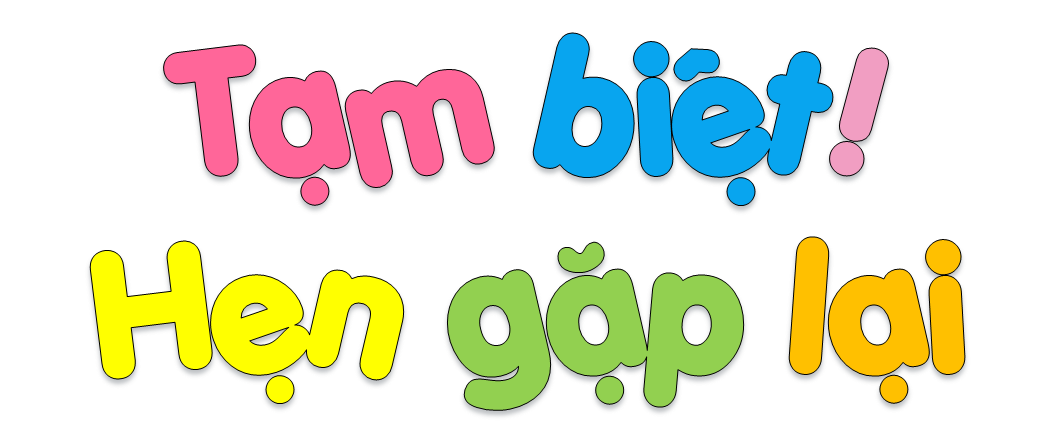 Tạm biệt!
Hẹn gặp lại